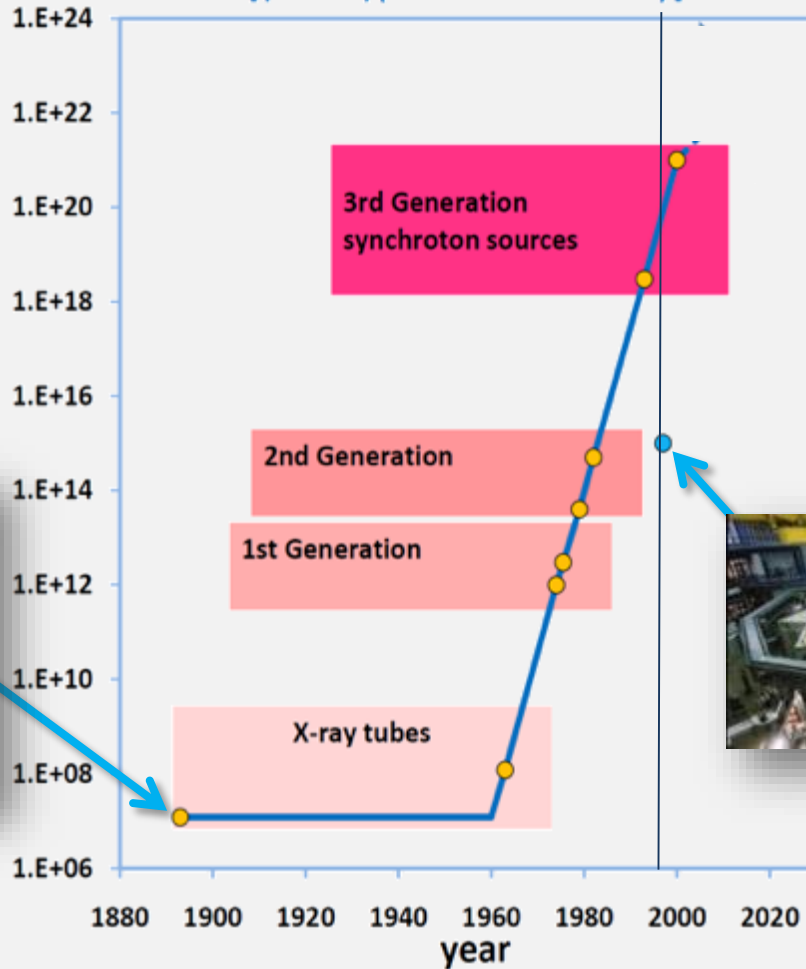 1.E+24
1.E+22
1.E+20
1.E+18
1.E+16
1.E+14
1.E+12
1.E+10
1.E+08
1.E+06
3rd Generation
synchroton sources
2nd Generation
1st Generation
X-ray tubes
1880 1900 1920 1940 1960 1980 2000 2020
year